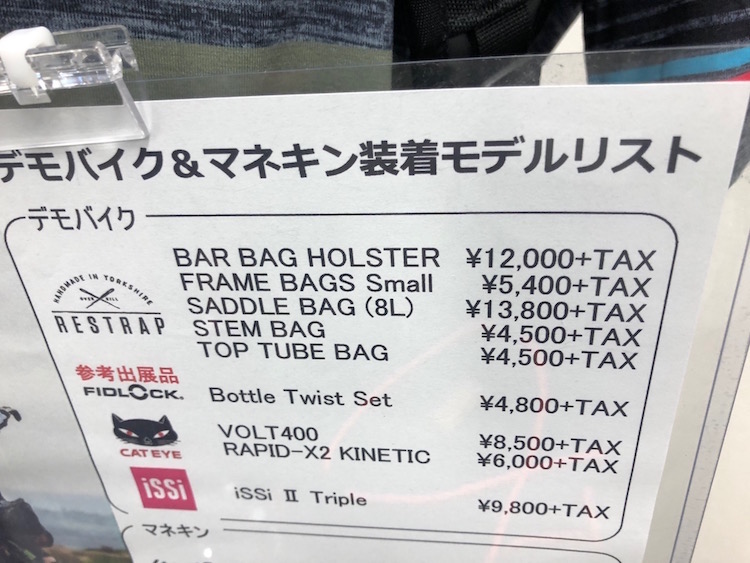 デモバイク&マネキン装着モデルリスト
デモバイク
HANDMADE IN YORKSHIRE
RESTRAP
BAR BAG HOLSTER ¥12,000+TAX
FRAME BAGS Small ¥5,400+TAX
SADDLE BAG (8L) ¥13,800+TAX
STEM BAG ¥4,500+TAX
TOP TUBE BAG ¥4,500+TAX
参考出展品
FIDLOCK. Bottle Twist Set ¥4,800+TAX
CATEYE VOLT400 ¥8,500+TAX
RAPID-X2 KINETIC ¥6,000+TAX
iSSi iSSi II Triple ¥9,800+TAX
マネキン